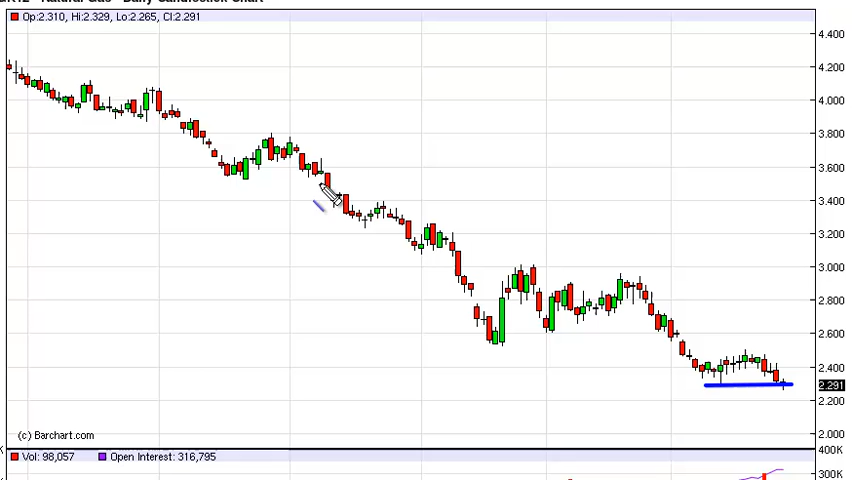 Op:2.310, Hi:2.329, Lo:2.265, Cl:2.291
4.400
4.200
4.000
3.800
3.600
3.400
3.200
3.000
2.800
2.600
2.400
2.291
2.200
2.000
(c) Barchart.com
Vol: 98,057 Open Interest: 316,795
400K
300K